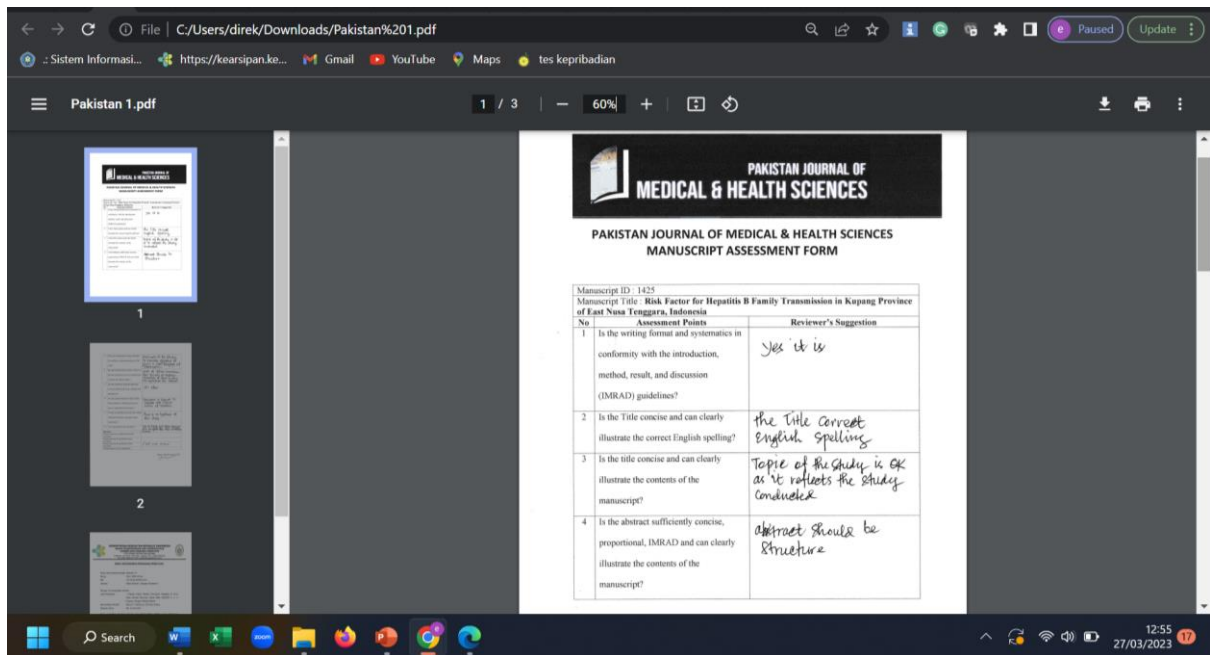 File | C:/Users/direk/Downloads/Pakistan%201.pdf
e Paused
Update
.: Sistem Informasi...
https://kearsipan.ke...
Gmail
YouTube
Maps
tes kepribadian
Pakistan 1.pdf
1 / 3
60%
1
2
PAKISTAN JOURNAL OF
MEDICAL & HEALTH SCIENCES
PAKISTAN JOURNAL OF MEDICAL & HEALTH SCIENCES
MANUSCRIPT ASSESSMENT FORM
Manuscript ID : 1425
Manuscript Title : Risk Factor for Hepatitis B Family Transmission in Kupang Province
of East Nusa Tenggara, Indonesia
No Assessment Points Reviewer's Suggestion
1 Is the writing format and systematics in
conformity with the introduction,
method, result, and discussion
(IMRAD) guidelines?
Yes it is
2 Is the Title concise and can clearly
illustrate the correct English spelling?
the Title Correct
English Spelling
3 Is the title concise and can clearly
illustrate the contents of the
manuscript?
Topic of the study is OK
as it reflects the study
Conducted
4 Is the abstract sufficiently concise,
proportional, IMRAD and can clearly
illustrate the contents of the
manuscript?
abstract should be
Structure
Search
zoom
12:55
27/03/2023
17